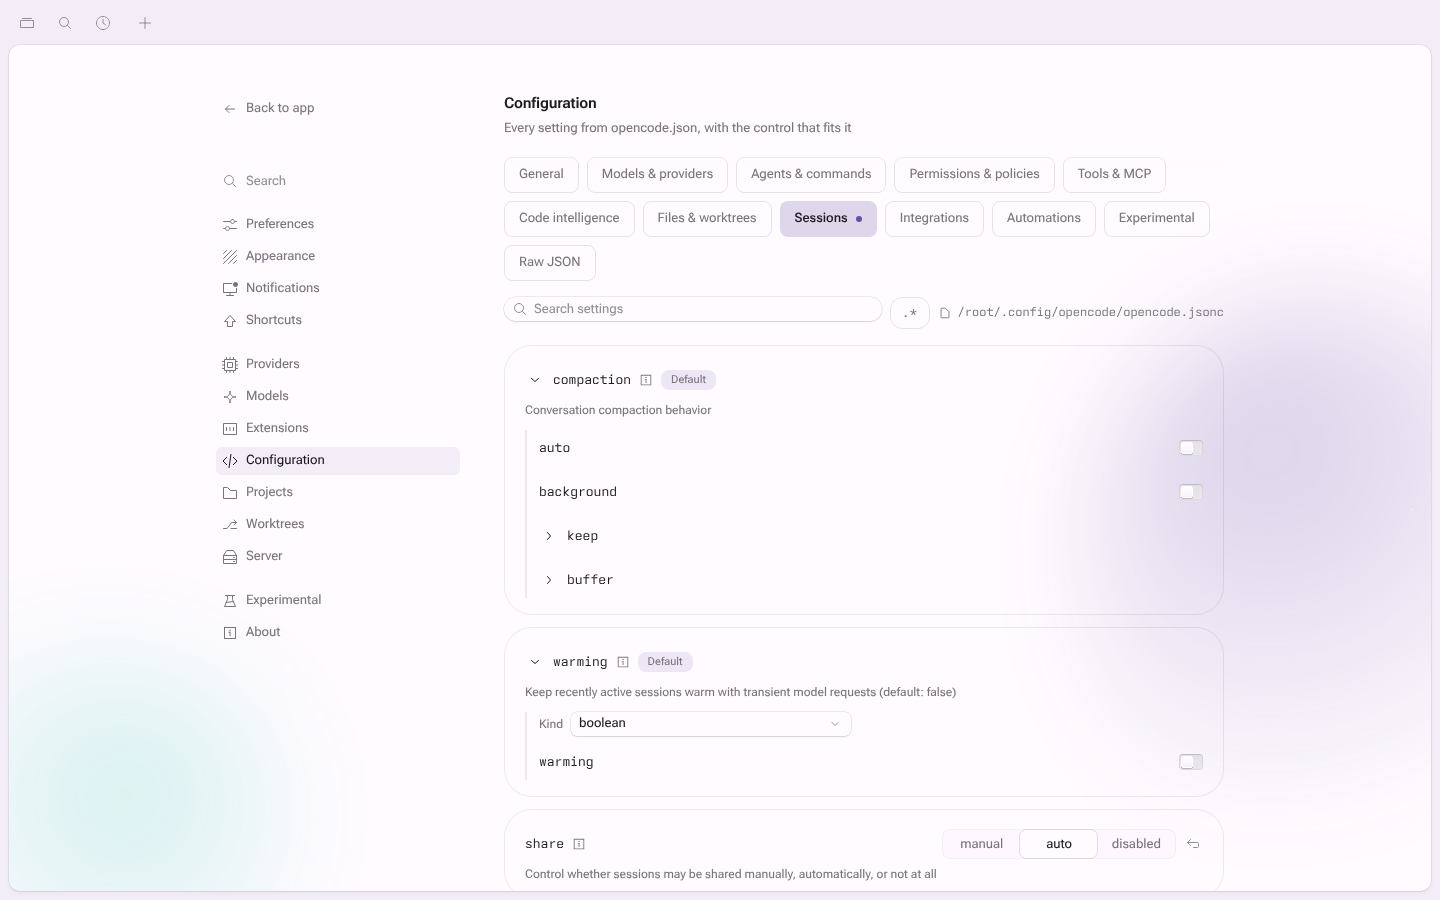 Back to app
Search
Preferences
Appearance
Notifications
Shortcuts
Providers
Models
Extensions
Configuration
Projects
Worktrees
Server
Experimental
About
Configuration
Every setting from opencode.json, with the control that fits it
General
Models & providers
Agents & commands
Permissions & policies
Tools & MCP
Code intelligence
Files & worktrees
Sessions
Integrations
Automations
Experimental
Raw JSON
Search settings
.*
/root/.config/opencode/opencode.jsonc
compaction
Default
Conversation compaction behavior
auto
background
keep
buffer
warming
Default
Keep recently active sessions warm with transient model requests (default: false)
Kind
boolean
warming
share
manual
auto
disabled
Control whether sessions may be shared manually, automatically, or not at all